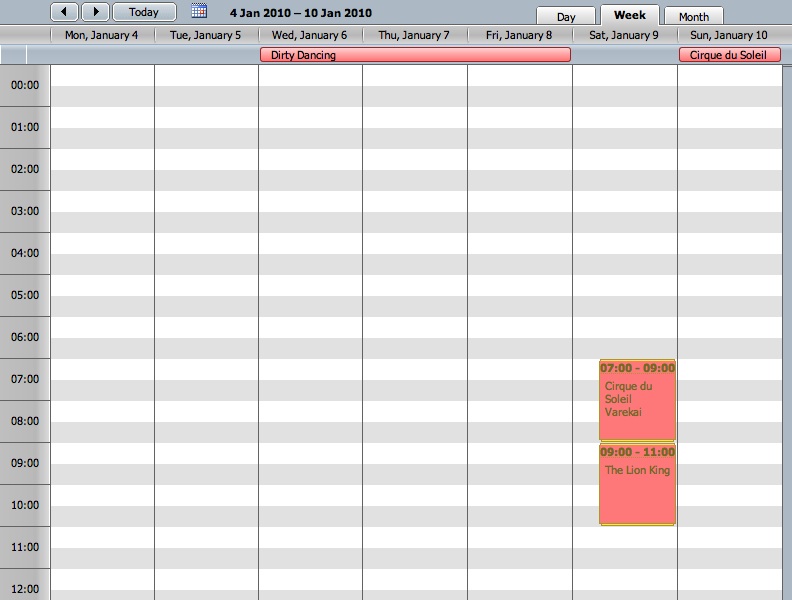 Today
4 Jan 2010 – 10 Jan 2010
Day
Week
Month
Mon, January 4
Tue, January 5
Wed, January 6
Thu, January 7
Fri, January 8
Sat, January 9
Sun, January 10
Dirty Dancing
Cirque du Soleil
00:00
01:00
02:00
03:00
04:00
05:00
06:00
07:00
08:00
09:00
10:00
11:00
12:00
07:00 - 09:00
Cirque du
Soleil
Varekai
09:00 - 11:00
The Lion King